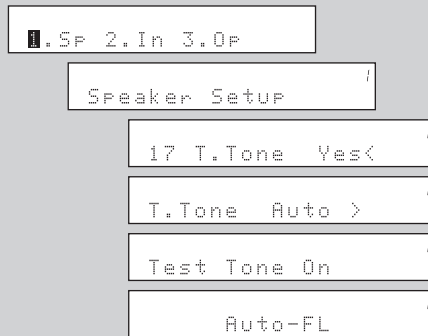 1.Sp 2.In 3.Op
Speaker Setup
17 T.Tone Yes<
T.Tone Auto >
Test Tone On
Auto-FL